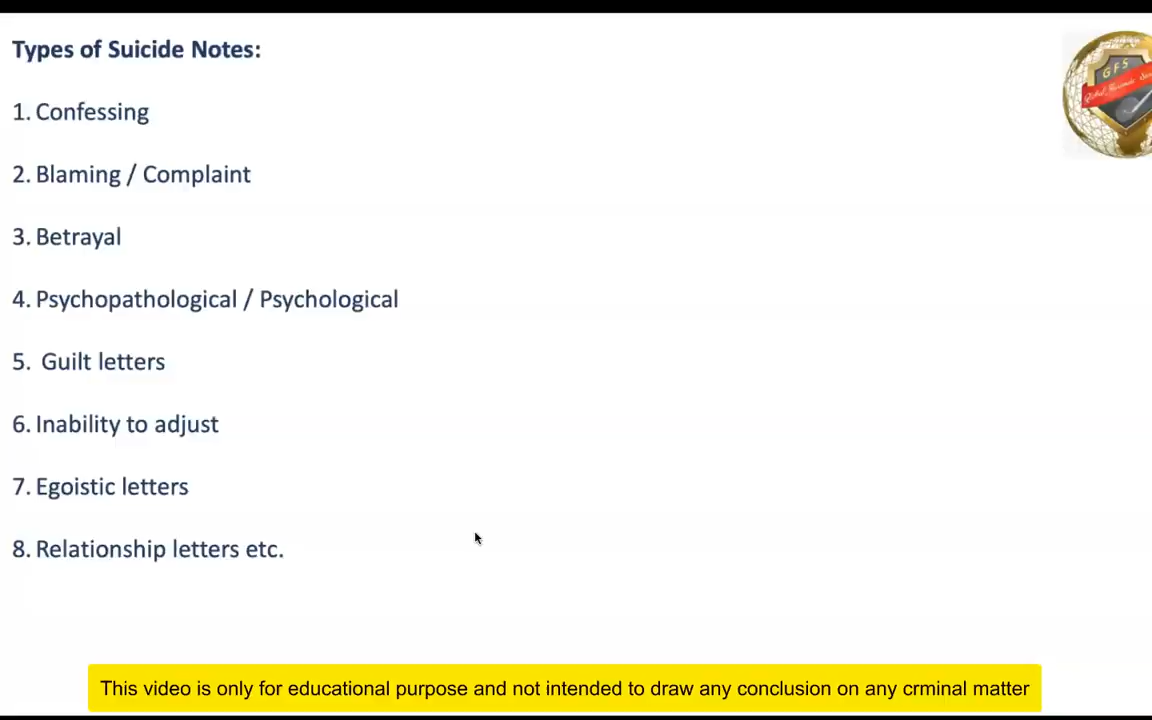 Types of Suicide Notes:
GFS
1. Confessing
2. Blaming / Complaint
3. Betrayal
4. Psychopathological / Psychological
5. Guilt letters
6. Inability to adjust
7. Egoistic letters
8. Relationship letters etc.
This video is only for educational purpose and not intended to draw any conclusion on any crminal matter